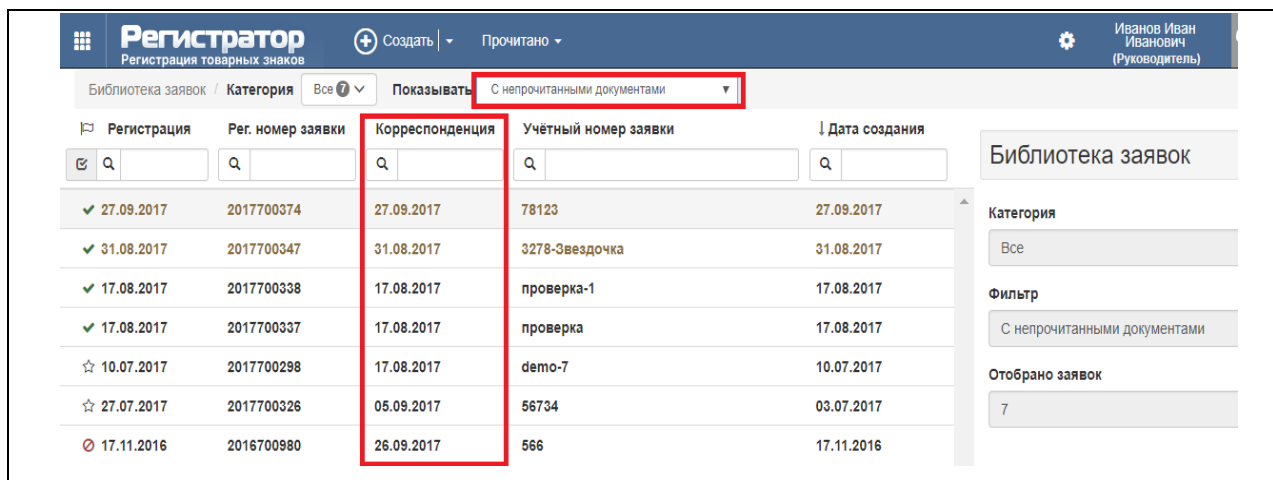 Регистратор
Регистрация товарных знаков
Создать
Прочитано
Иванов Иван
Иванович
(Руководитель)
Библиотека заявок / Категория Все 7 Показывать С непрочитанными документами
Регистрация Рег. номер заявки Корреспонденция Учётный номер заявки ↓ Дата создания
Библиотека заявок
27.09.2017 2017700374 27.09.2017 78123 27.09.2017
31.08.2017 2017700347 31.08.2017 3278-Звездочка 31.08.2017
17.08.2017 2017700338 17.08.2017 проверка-1 17.08.2017
17.08.2017 2017700337 17.08.2017 проверка 17.08.2017
10.07.2017 2017700298 17.08.2017 demo-7 10.07.2017
27.07.2017 2017700326 05.09.2017 56734 03.07.2017
17.11.2016 2016700980 26.09.2017 566 17.11.2016
Категория
Все
Фильтр
С непрочитанными документами
Отобрано заявок
7